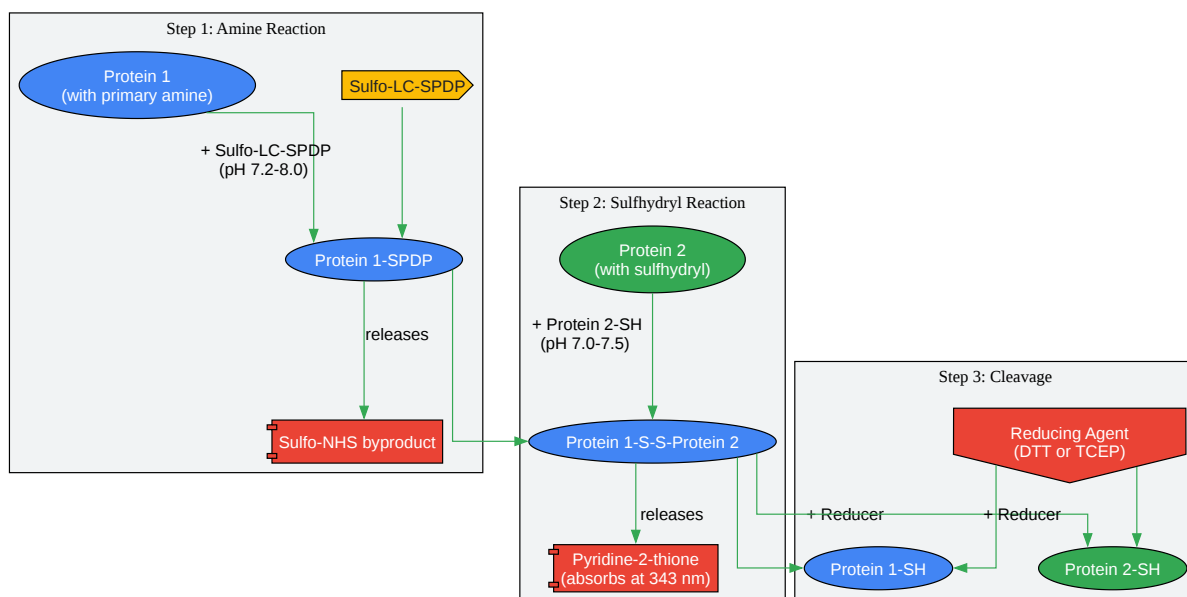 Step 1: Amine Reaction
Protein 1
(with primary amine)
Sulfo-LC-SPDP
+ Sulfo-LC-SPDP
(pH 7.2-8.0)
Protein 1-SPDP
releases
Sulfo-NHS byproduct
Step 2: Sulfhydryl Reaction
Protein 2
(with sulfhydryl)
+ Protein 2-SH
(pH 7.0-7.5)
Protein 1-S-S-Protein 2
releases
Pyridine-2-thione
(absorbs at 343 nm)
Step 3: Cleavage
Reducing Agent
(DTT or TCEP)
+ Reducer
+ Reducer
Protein 1-SH
Protein 2-SH